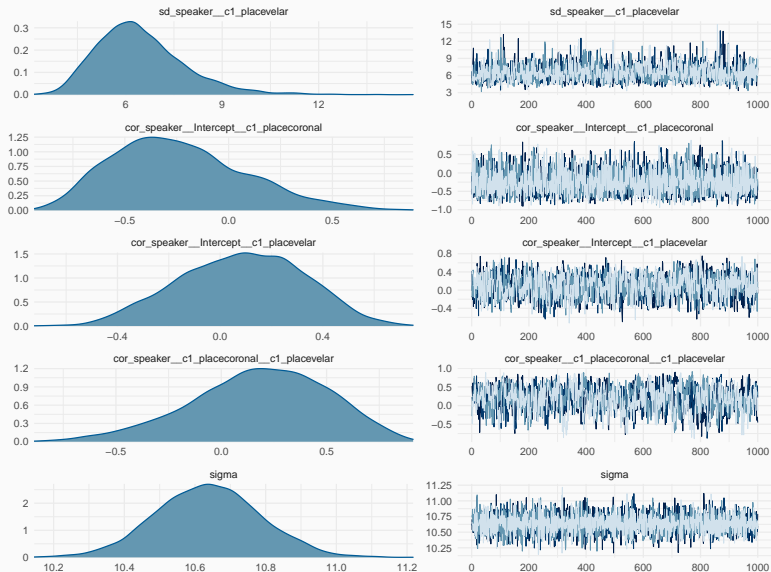 sd_speaker__c1_placevelar
0.3
0.2
0.1
0.0
6 9 12
sd_speaker__c1_placevelar
15
12
9
6
3
0 200 400 600 800 1000
cor_speaker__Intercept__c1_placecoronal
1.25
1.00
0.75
0.50
0.25
0.00
−0.5 0.0 0.5
cor_speaker__Intercept__c1_placecoronal
0.5
0.0
−0.5
−1.0
0 200 400 600 800 1000
cor_speaker__Intercept__c1_placevelar
1.5
1.0
0.5
0.0
−0.4 0.0 0.4
cor_speaker__Intercept__c1_placevelar
0.8
0.4
0.0
−0.4
0 200 400 600 800 1000
cor_speaker__c1_placecoronal__c1_placevelar
1.2
0.9
0.6
0.3
0.0
−0.5 0.0 0.5
cor_speaker__c1_placecoronal__c1_placevelar
1.0
0.5
0.0
−0.5
0 200 400 600 800 1000
sigma
2
1
0
10.2 10.4 10.6 10.8 11.0 11.2
sigma
11.25
11.00
10.75
10.50
10.25
0 200 400 600 800 1000